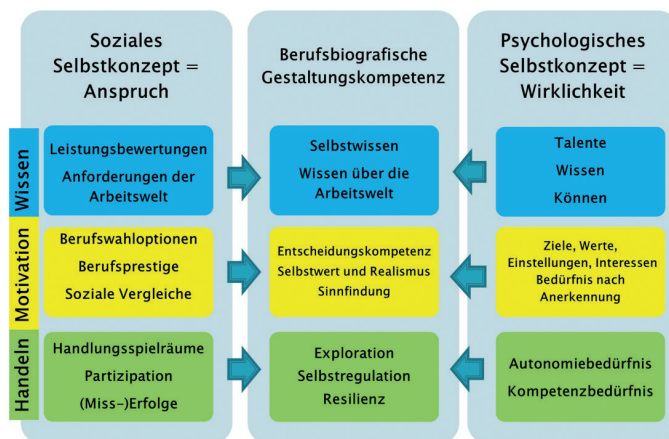 Soziales
Selbstkonzept =
Anspruch
Berufsbiografische
Gestaltungskompetenz
Psychologisches
Selbstkonzept =
Wirklichkeit
Wissen
Leistungsbewertungen
Anforderungen der
Arbeitswelt
Selbstwissen
Wissen über die
Arbeitswelt
Talente
Wissen
Können
Motivation
Berufswahloptionen
Berufsprestige
Soziale Vergleiche
Entscheidungskompetenz
Selbstwert und Realismus
Sinnfindung
Ziele, Werte,
Einstellungen, Interessen
Bedürfnis nach
Anerkennung
Handeln
Handlungsspielräume
Partizipation
(Miss-)Erfolge
Exploration
Selbstregulation
Resilienz
Autonomiebedürfnis
Kompetenzbedürfnis